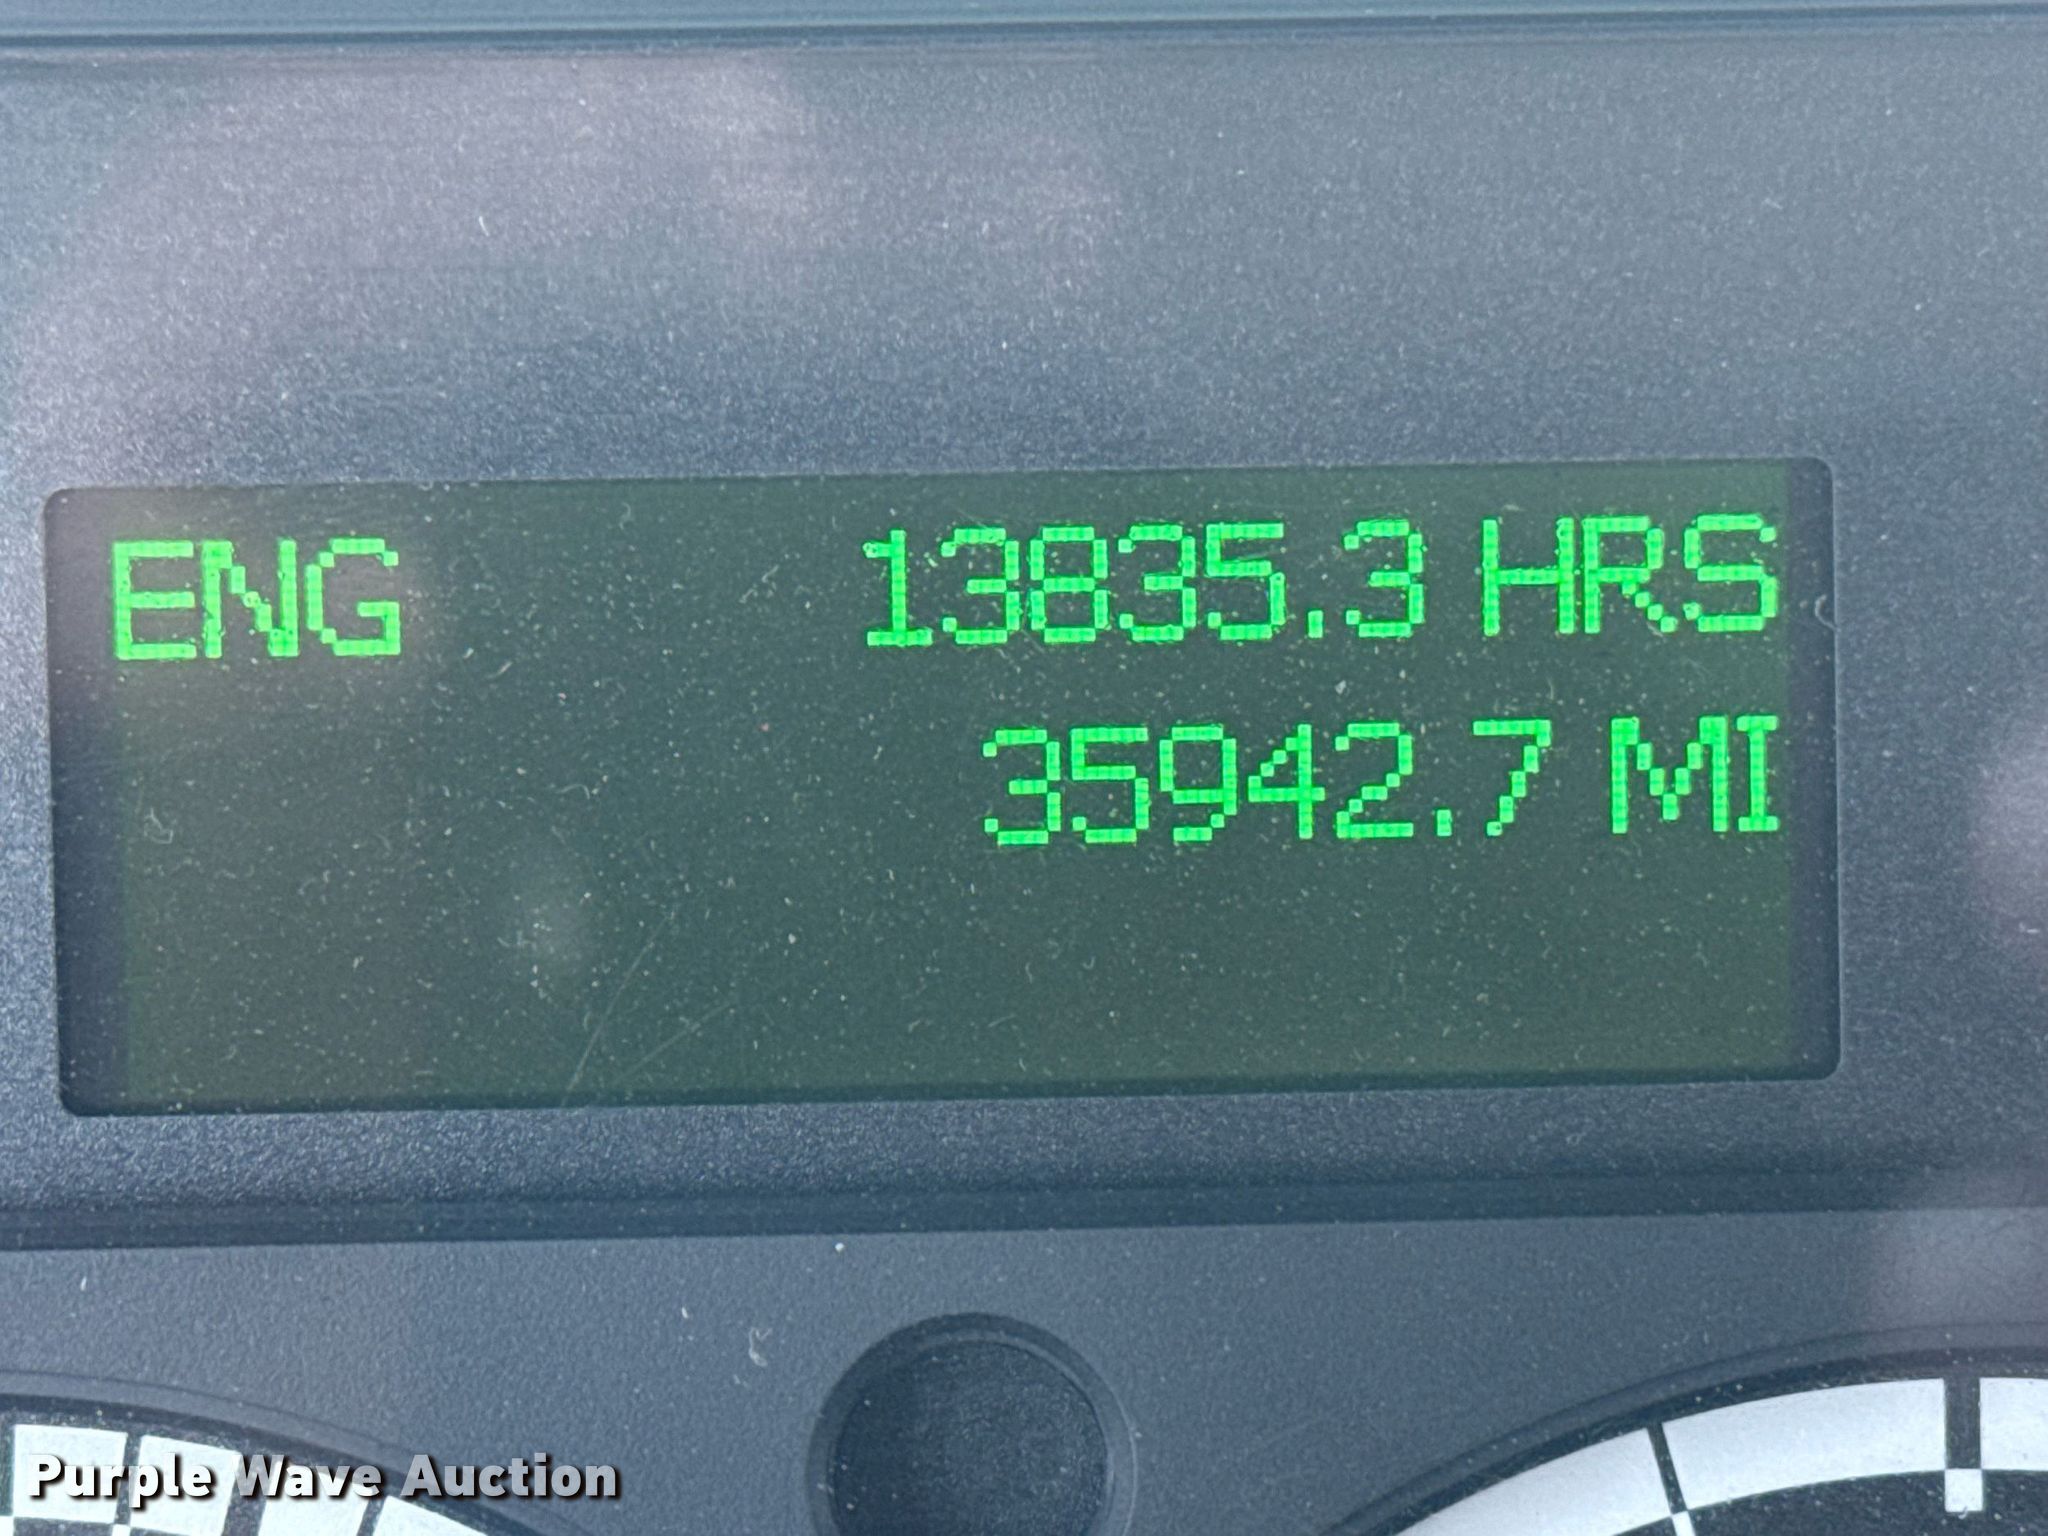 ENG 13835.3 HRS
35942.7 MI
Purple Wave Auction